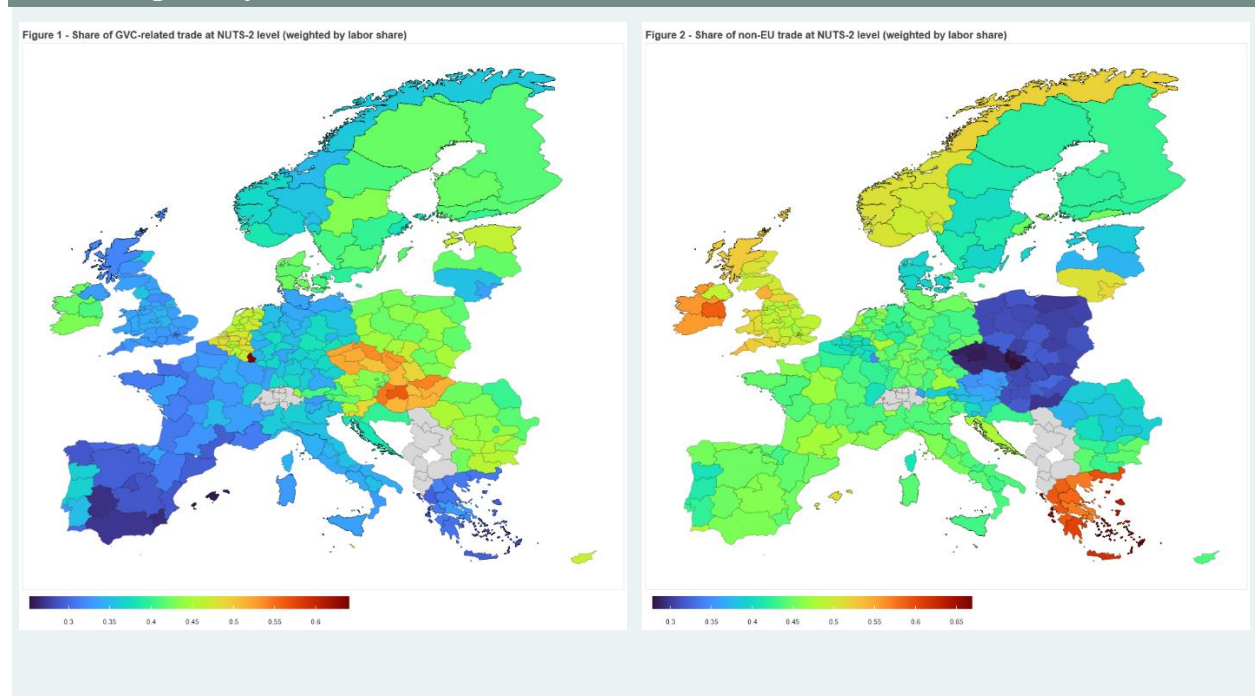 Figure 1 - Share of GVC-related trade at NUTS-2 level (weighted by labor share)
0.3 0.35 0.4 0.45 0.5 0.55 0.6
Figure 2 - Share of non-EU trade at NUTS-2 level (weighted by labor share)
0.3 0.35 0.4 0.45 0.5 0.55 0.6 0.65